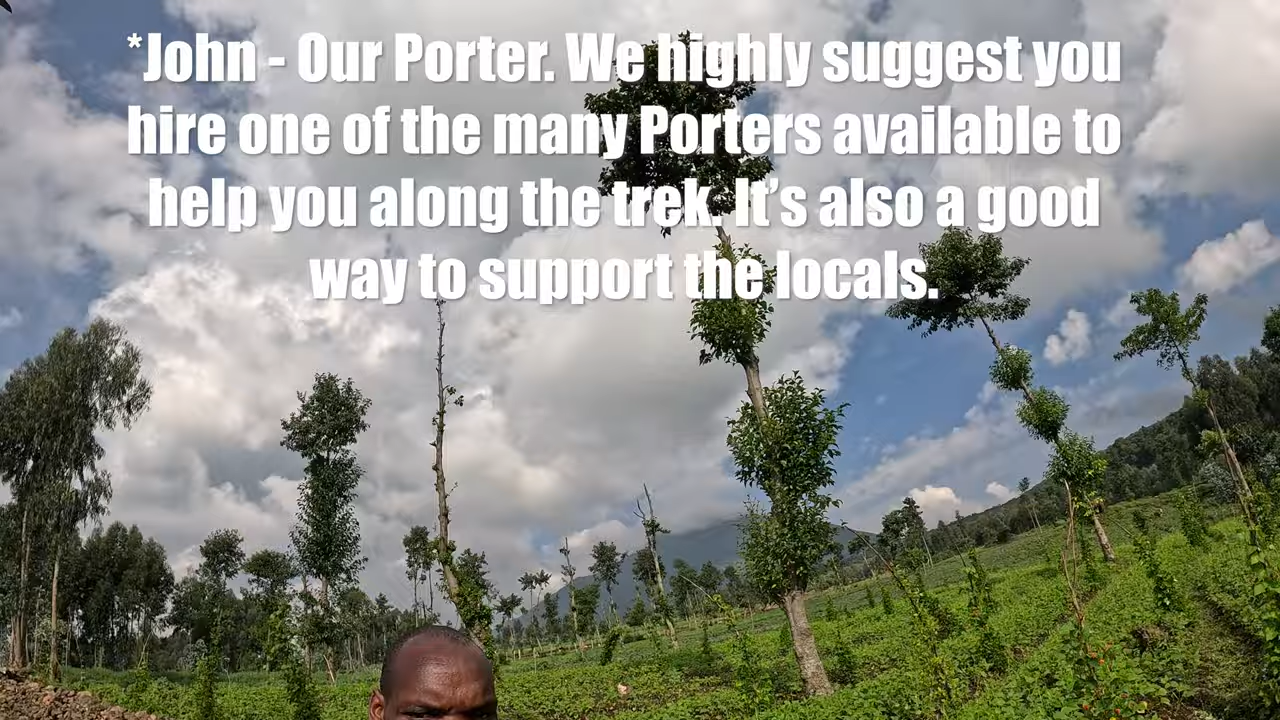 *John - Our Porter. We highly suggest you
hire one of the many Porters available to
help you along the trek. It's also a good
way to support the locals.